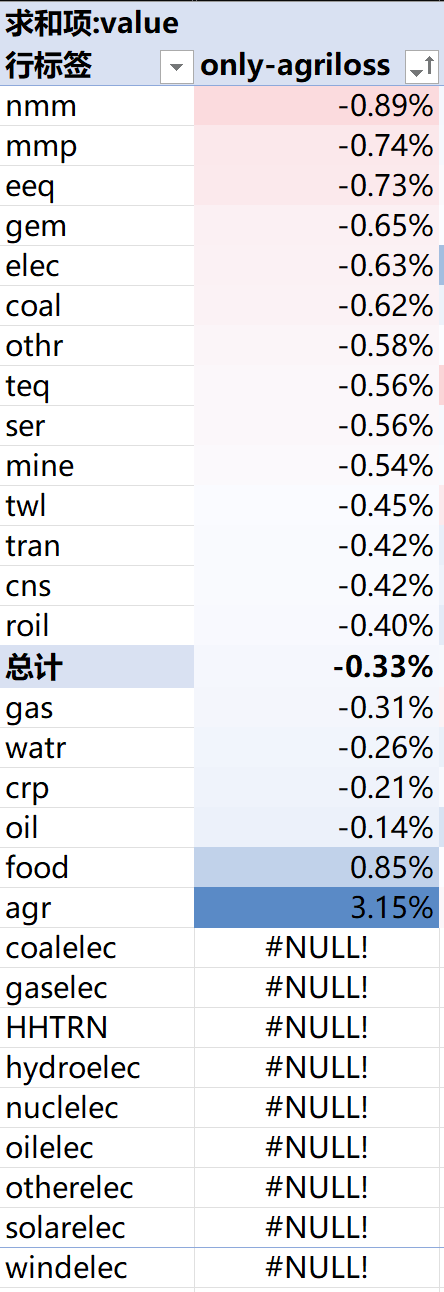 求和项:value
行标签 only-agriloss
nmm -0.89%
mmp -0.74%
eeq -0.73%
gem -0.65%
elec -0.63%
coal -0.62%
othr -0.58%
teq -0.56%
ser -0.56%
mine -0.54%
twl -0.45%
tran -0.42%
cns -0.42%
roil -0.40%
总计 -0.33%
gas -0.31%
watr -0.26%
crp -0.21%
oil -0.14%
food 0.85%
agr 3.15%
coalelec #NULL!
gaselec #NULL!
HHTRN #NULL!
hydroelec #NULL!
nuclelec #NULL!
oilelec #NULL!
otherelec #NULL!
solarelec #NULL!
windelec #NULL!